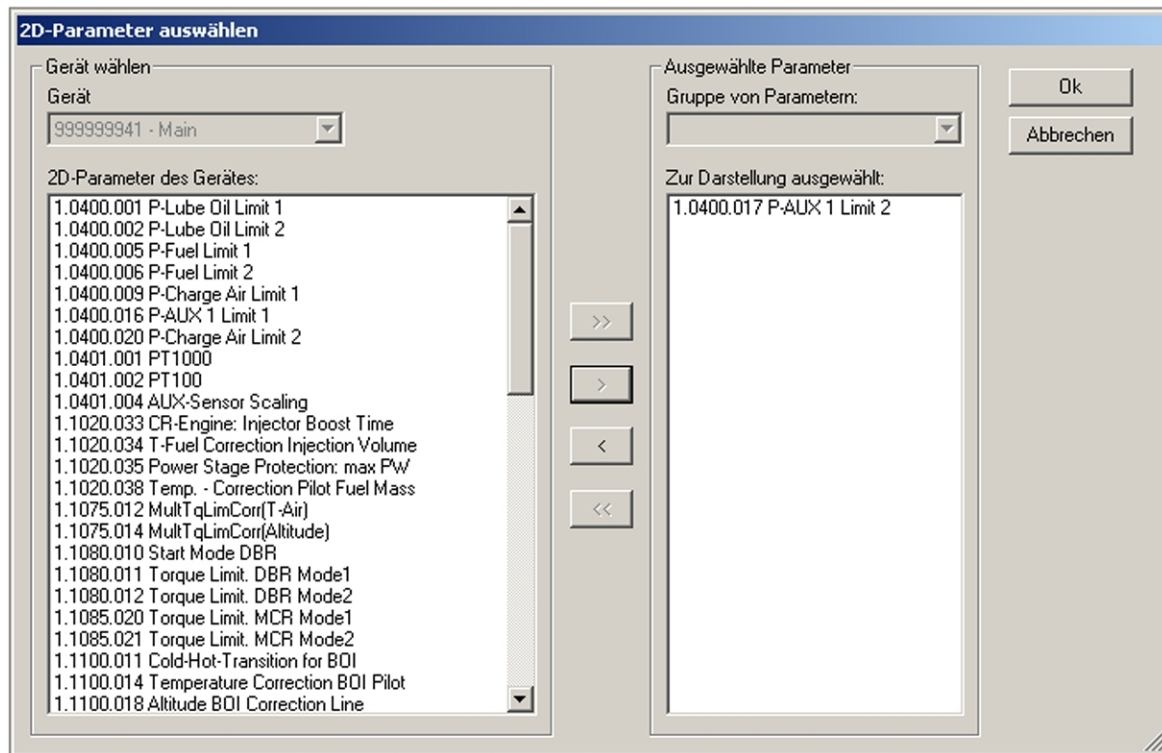 2D-Parameter auswählen
Gerät wählen
Gerät
999999941 - Main
2D-Parameter des Gerätes:
1.0400.001 P-Lube Oil Limit 1
1.0400.002 P-Lube Oil Limit 2
1.0400.005 P-Fuel Limit 1
1.0400.006 P-Fuel Limit 2
1.0400.009 P-Charge Air Limit 1
1.0400.016 P-AUX 1 Limit 1
1.0400.020 P-Charge Air Limit 2
1.0401.001 PT1000
1.0401.002 PT100
1.0401.004 AUX-Sensor Scaling
1.1020.033 CR-Engine: Injector Boost Time
1.1020.034 T-Fuel Correction Injection Volume
1.1020.035 Power Stage Protection: max PW
1.1020.038 Temp. - Correction Pilot Fuel Mass
1.1075.012 MultTqLimCorr(T-Air)
1.1075.014 MultTqLimCorr(Altitude)
1.1080.010 Start Mode DBR
1.1080.011 Torque Limit. DBR Mode1
1.1080.012 Torque Limit. DBR Mode2
1.1085.020 Torque Limit. MCR Mode1
1.1085.021 Torque Limit. MCR Mode2
1.1100.011 Cold-Hot-Transition for BOI
1.1100.014 Temperature Correction BOI Pilot
1.1100.018 Altitude BOI Correction Line
>>
>
<
<<
Ausgewählte Parameter
Gruppe von Parametern:
Zur Darstellung ausgewählt:
1.0400.017 P-AUX 1 Limit 2
Ok
Abbrechen